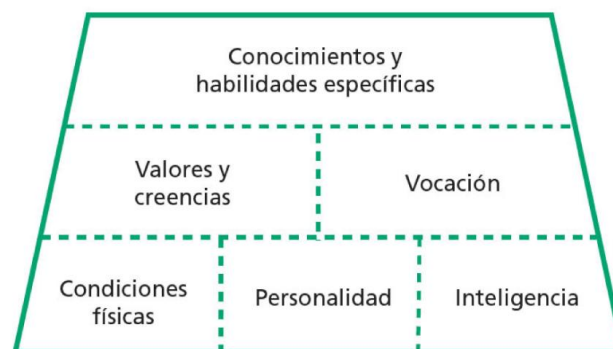 Conocimientos y
habilidades específicas
Valores y
creencias
Vocación
Condiciones
físicas
Personalidad
Inteligencia